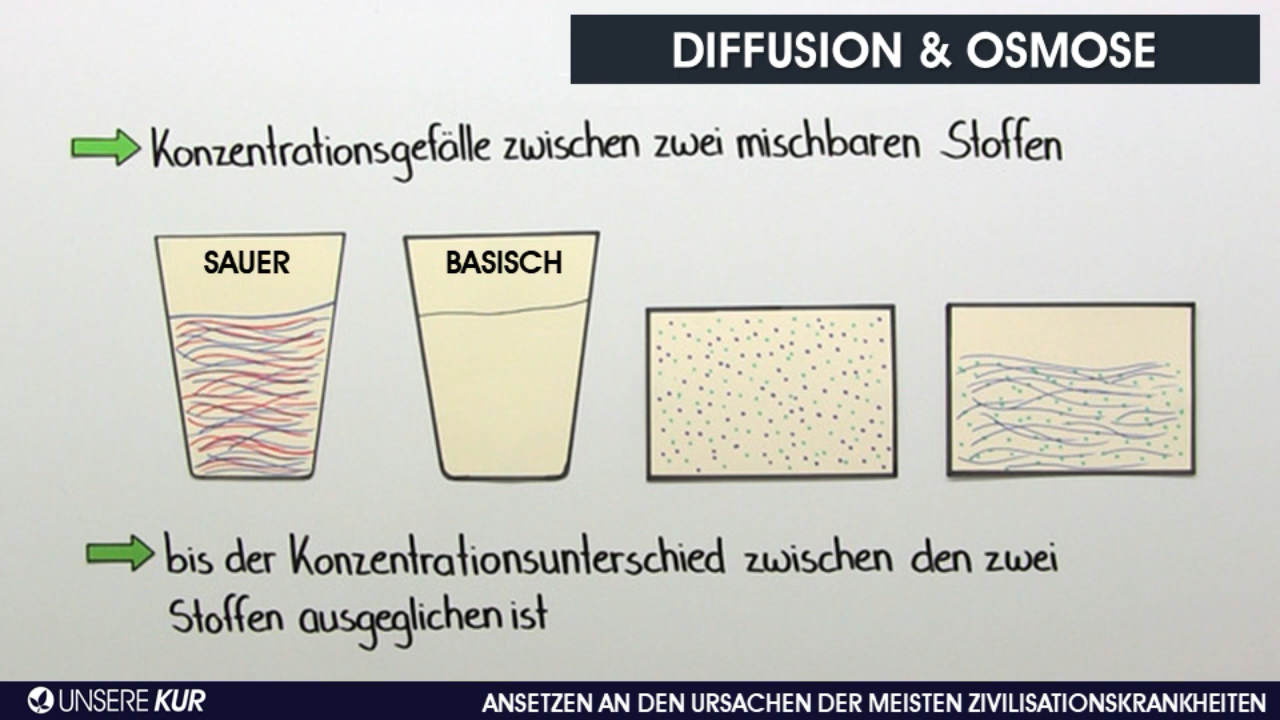 DIFFUSION & OSMOSE
Konzentrationsgefälle zwischen zwei mischbaren Stoffen
SAUER
BASISCH
bis der Konzentrationsunterschied zwischen den zwei
Stoffen ausgeglichen ist
UNSERE KUR
ANSETZEN AN DEN URSACHEN DER MEISTEN ZIVILISATIONSKRANKHEITEN